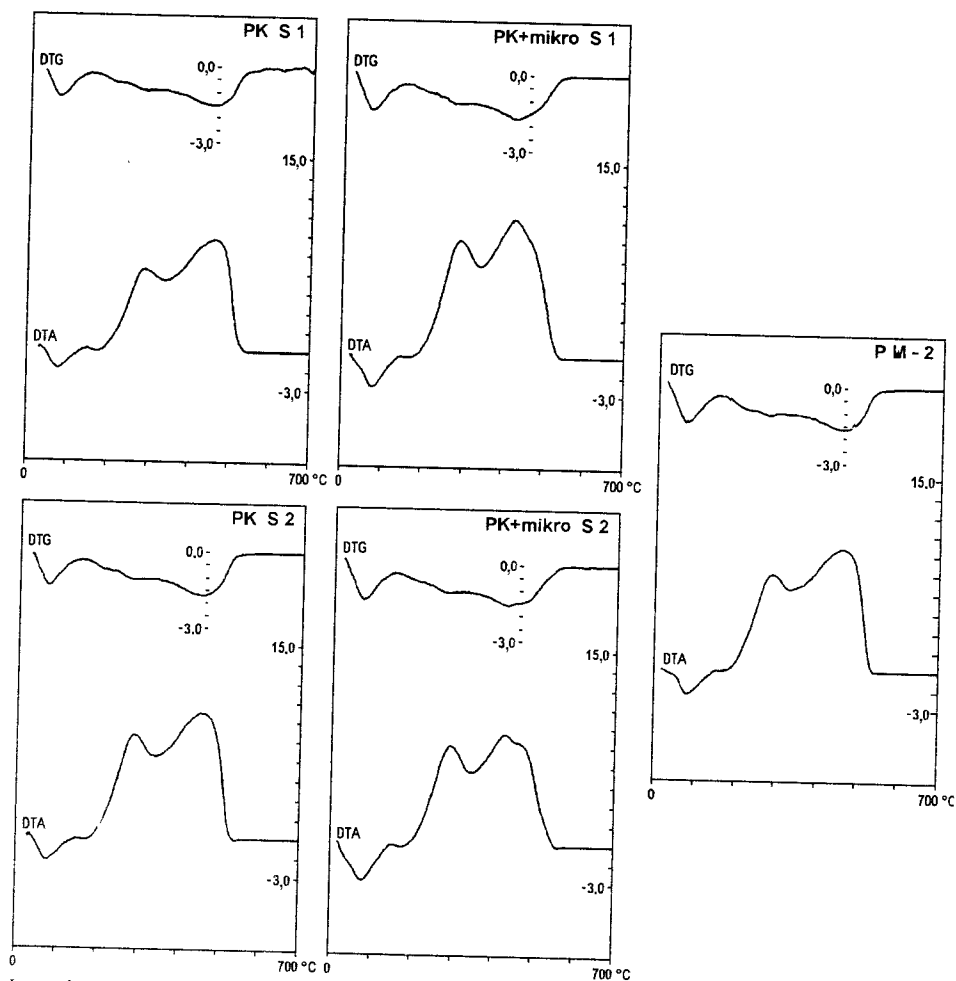 PK S 1
DTG
0,0
-3,0
15,0
DTA
-3,0
0
700 °C
PK+mikro S 1
DTG
0,0
-3,0
15,0
DTA
-3,0
0
700 °C
PK S 2
DTG
0,0
-3.0
15,0
DTA
-3,0
0
700 °C
PK+mikro S 2
DTG
0,0
-3,0
15,0
DTA
-3,0
0
700 °C
PM-2
DTG
0,0
-3,0
15,0
DTA
-3,0
0
700 °C